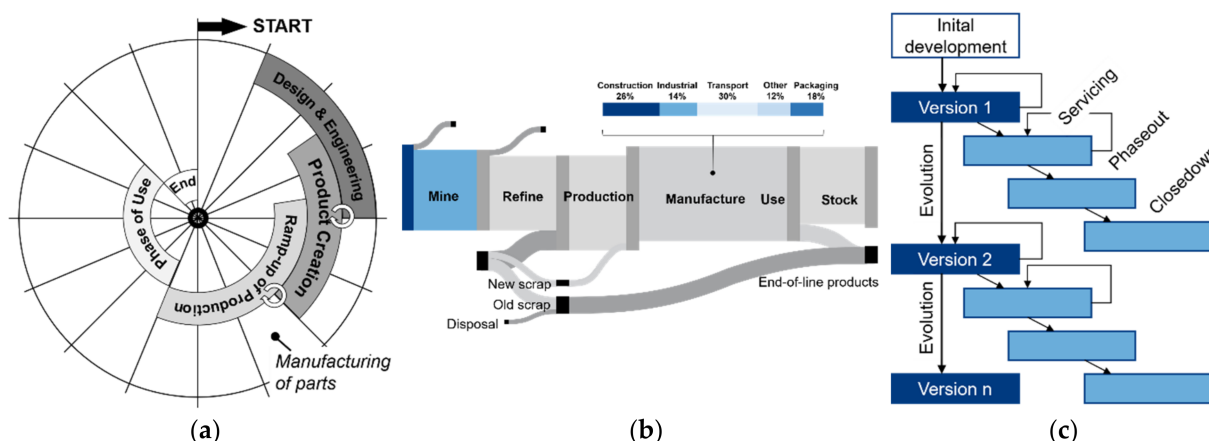 START
Design & Engineering
Product Creation
Ramp-up of Production
Phase of Use
End
Manufacturing
of parts
(a)
Construction Industrial Transport Other Packaging
26% 14% 30% 12% 18%
Mine Refine Production Manufacture Use Stock
New scrap
Old scrap
Disposal
End-of-line products
(b)
Inital
development
Version 1
Servicing
Phaseout
Closedown
Evolution
Version 2
Evolution
Version n
(c)